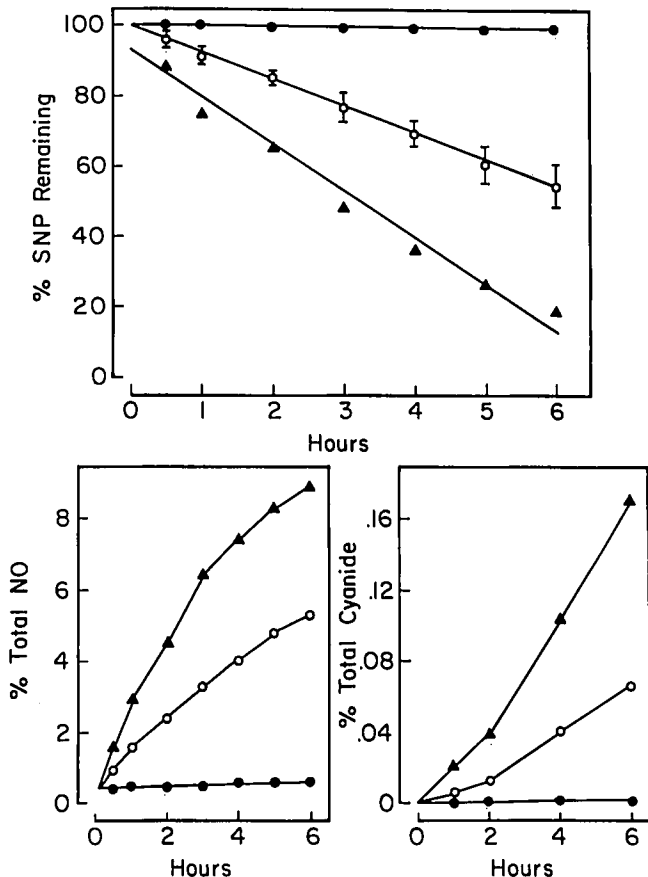 100
80
60
40
20
0
% SNP Remaining
0 1 2 3 4 5 6
Hours
8
6
4
2
0
% Total NO
0 2 4 6
Hours
.16
.12
.08
.04
0
% Total Cyanide
0 2 4 6
Hours